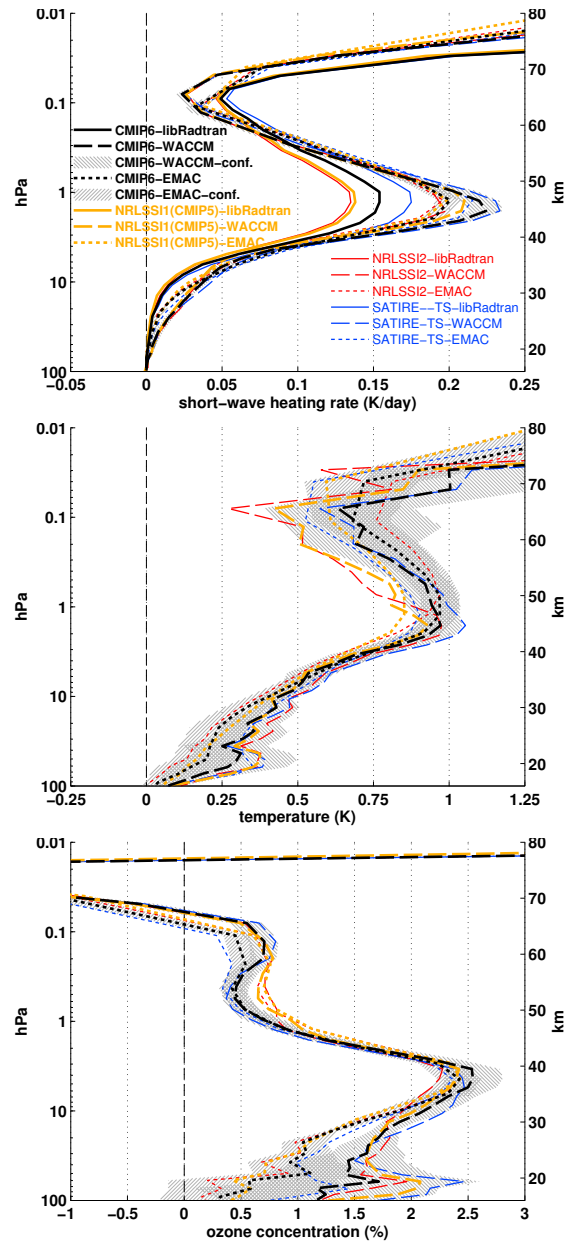 0.01
0.1
1
10
100
hPa
80
70
60
50
40
30
20
km
CMIP6-libRadtran
CMIP6-WACCM
CMIP6-WACCM-conf.
CMIP6-EMAC
CMIP6-EMAC-conf.
NRLSSI1(CMIP5)-libRadtran
NRLSSI1(CMIP5)-WACCM
NRLSSI1(CMIP5)-EMAC
NRLSSI2-libRadtran
NRLSSI2-WACCM
NRLSSI2-EMAC
SATIRE--TS-libRadtran
SATIRE-TS-WACCM
SATIRE-TS-EMAC
-0.05 0 0.05 0.1 0.15 0.2 0.25
short-wave heating rate (K/day)
0.01
0.1
1
10
100
hPa
80
70
60
50
40
30
20
km
-0.25 0 0.25 0.5 0.75 1 1.25
temperature (K)
0.01
0.1
1
10
100
hPa
80
70
60
50
40
30
20
km
-1 -0.5 0 0.5 1 1.5 2 2.5 3
ozone concentration (%)